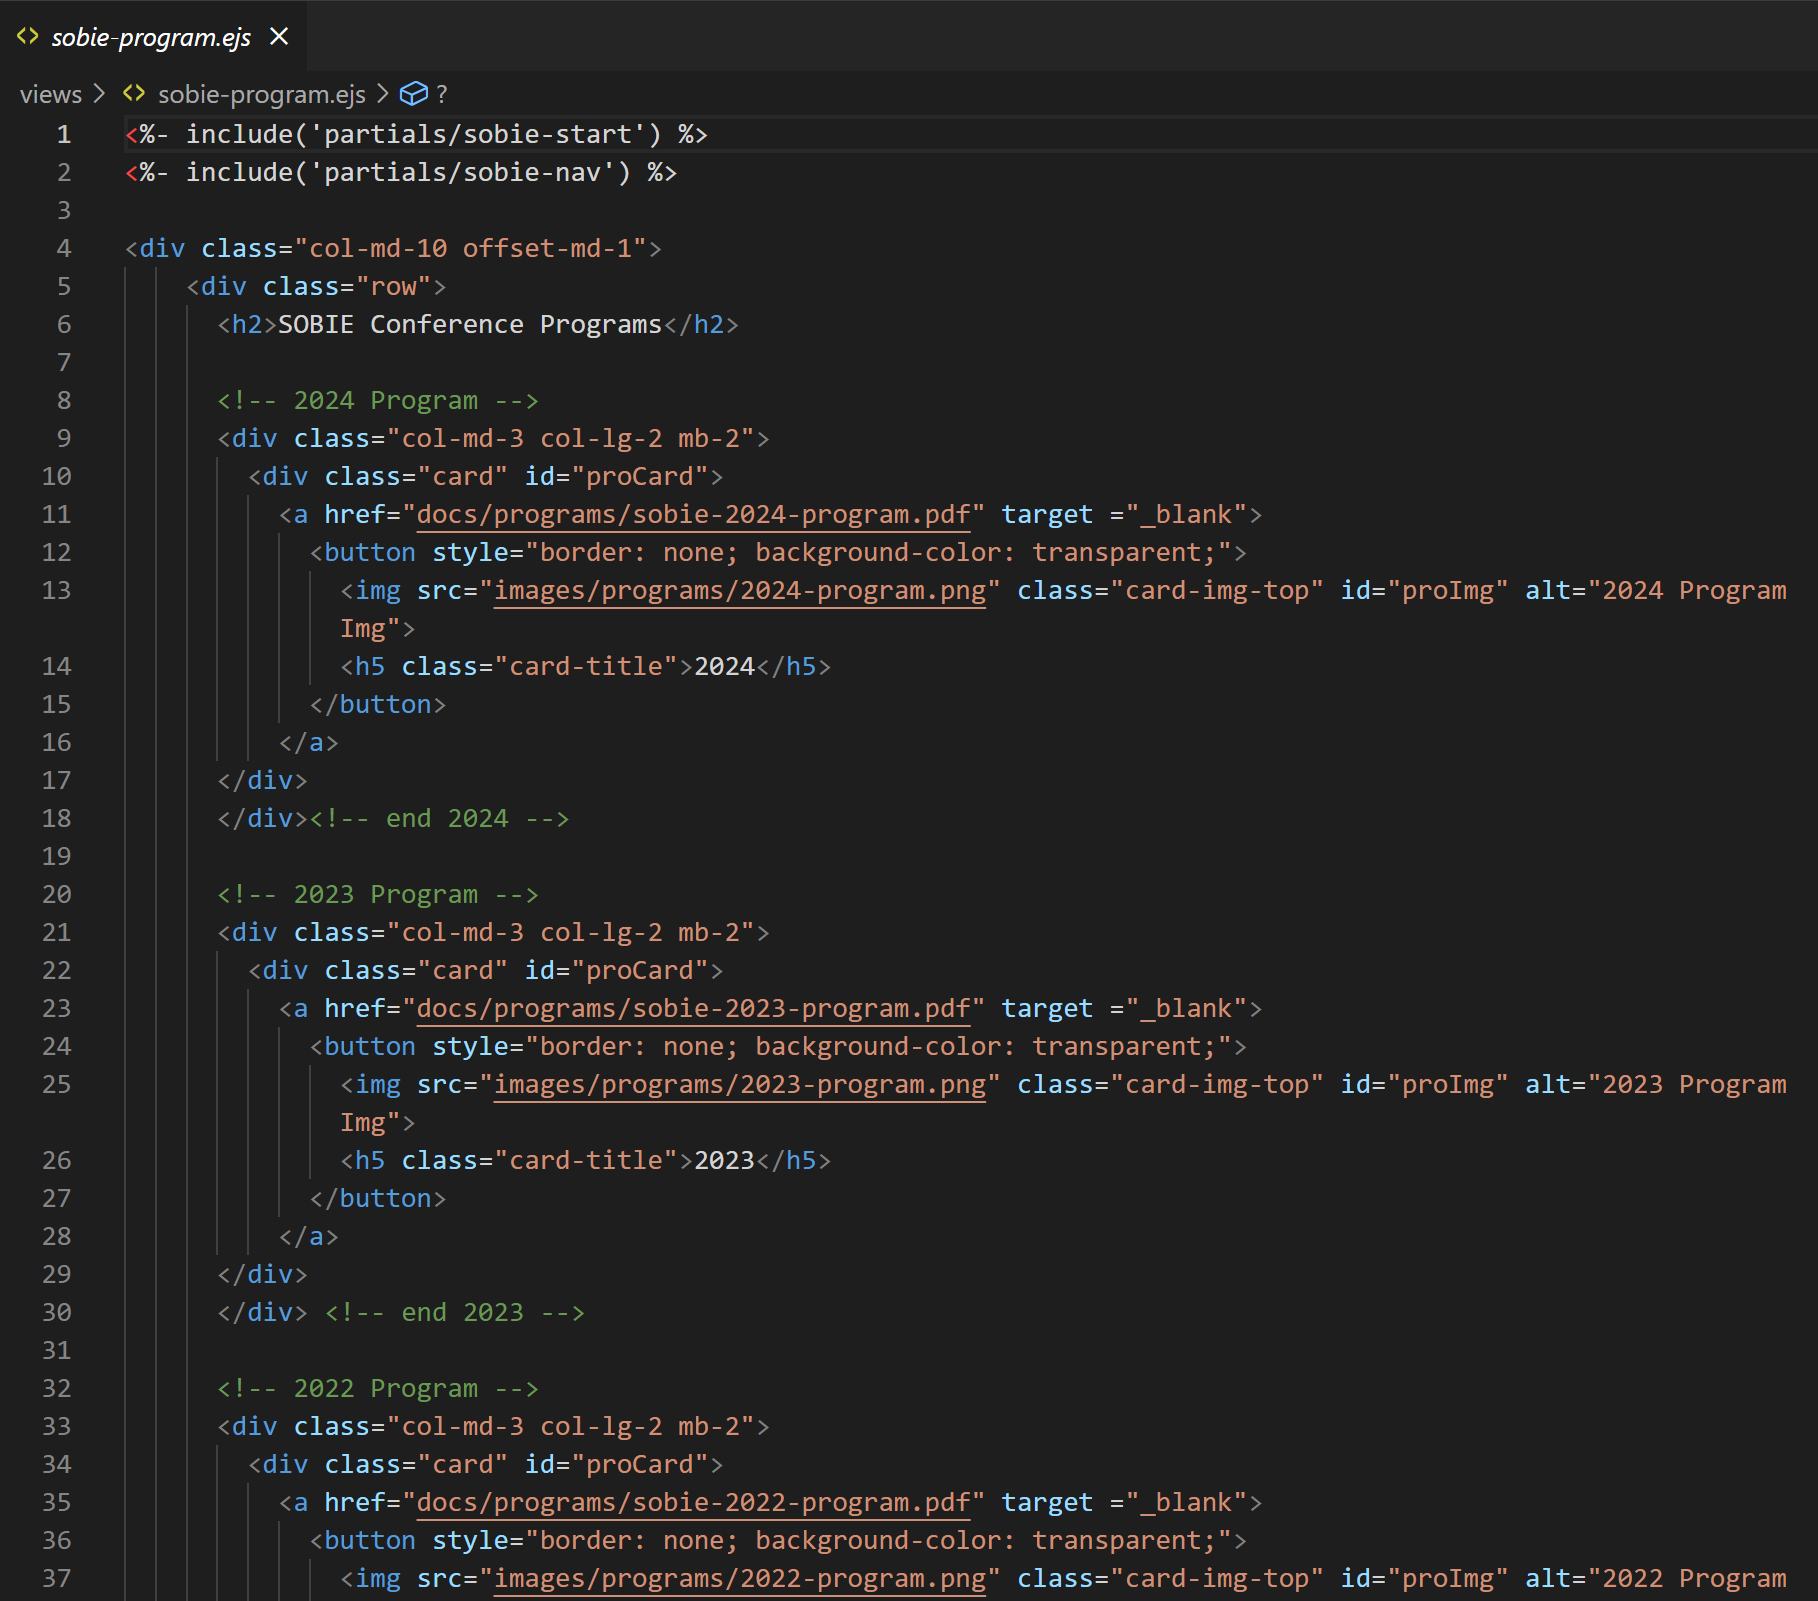 sobie-program.ejs
views > sobie-program.ejs > ?
1 <%- include('partials/sobie-start') %>
2 <%- include('partials/sobie-nav') %>
3
4 <div class="col-md-10 offset-md-1">
5 <div class="row">
6 <h2>SOBIE Conference Programs</h2>
7
8 <!-- 2024 Program -->
9 <div class="col-md-3 col-lg-2 mb-2">
10 <div class="card" id="proCard">
11 <a href="docs/programs/sobie-2024-program.pdf" target ="_blank">
12 <button style="border: none; background-color: transparent;">
13 <img src="images/programs/2024-program.png" class="card-img-top" id="proImg" alt="2024 Program
Img">
14 <h5 class="card-title">2024</h5>
15 </button>
16 </a>
17 </div>
18 </div><!-- end 2024 -->
19
20 <!-- 2023 Program -->
21 <div class="col-md-3 col-lg-2 mb-2">
22 <div class="card" id="proCard">
23 <a href="docs/programs/sobie-2023-program.pdf" target ="_blank">
24 <button style="border: none; background-color: transparent;">
25 <img src="images/programs/2023-program.png" class="card-img-top" id="proImg" alt="2023 Program
Img">
26 <h5 class="card-title">2023</h5>
27 </button>
28 </a>
29 </div>
30 </div> <!-- end 2023 -->
31
32 <!-- 2022 Program -->
33 <div class="col-md-3 col-lg-2 mb-2">
34 <div class="card" id="proCard">
35 <a href="docs/programs/sobie-2022-program.pdf" target ="_blank">
36 <button style="border: none; background-color: transparent;">
37 <img src="images/programs/2022-program.png" class="card-img-top" id="proImg" alt="2022 Program